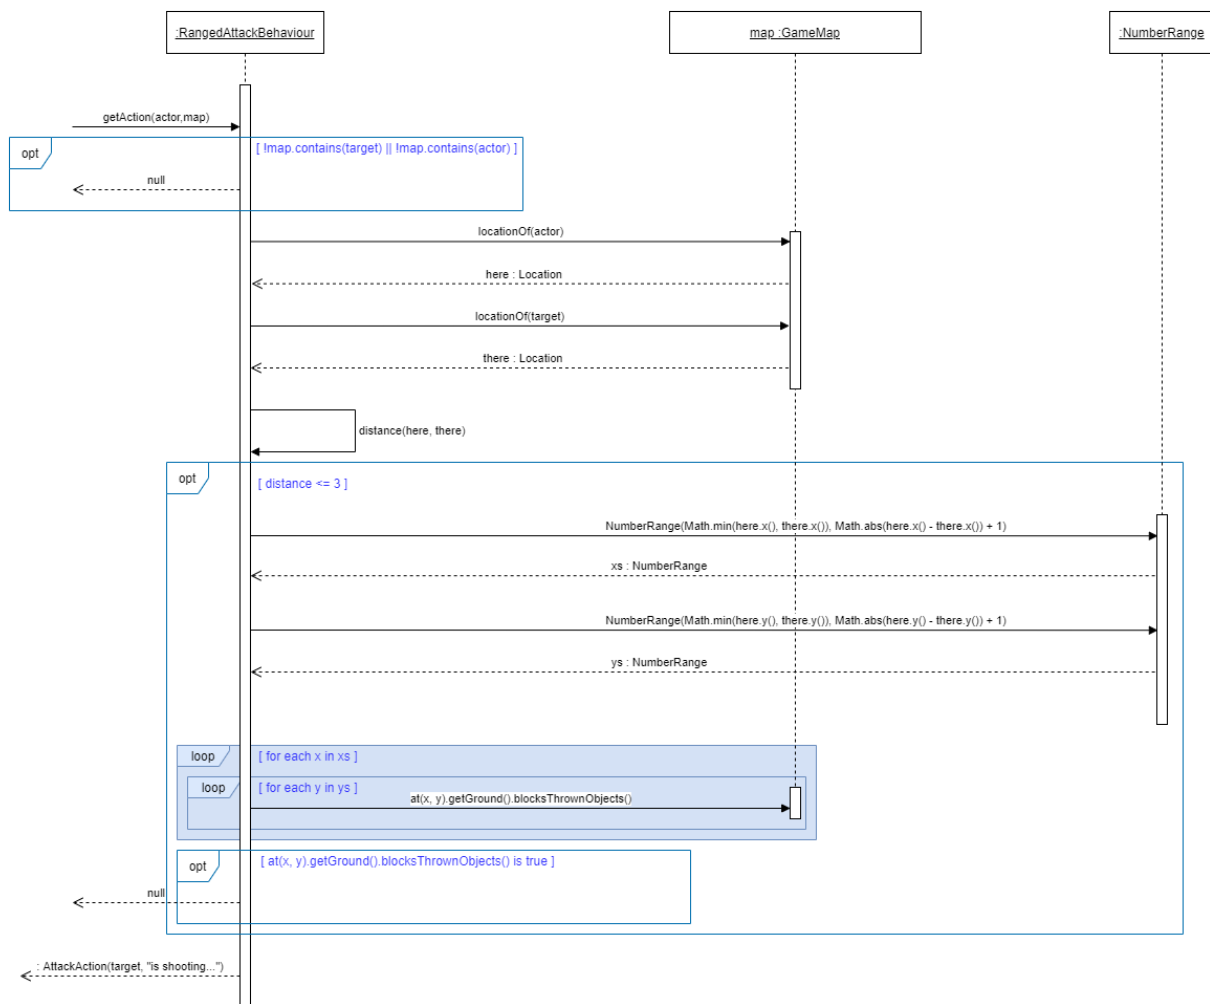 :RangedAttackBehaviour
map :GameMap
:NumberRange
getAction(actor,map)
opt
[ !map.contains(target) || !map.contains(actor) ]
null
locationOf(actor)
here : Location
locationOf(target)
there : Location
distance(here, there)
opt
[ distance <= 3 ]
NumberRange(Math.min(here.x(), there.x()), Math.abs(here.x() - there.x()) + 1)
xs : NumberRange
NumberRange(Math.min(here.y(), there.y()), Math.abs(here.y() - there.y()) + 1)
ys : NumberRange
loop
[ for each x in xs ]
loop
[ for each y in ys ]
at(x, y).getGround().blocksThrownObjects()
opt
[ at(x, y).getGround().blocksThrownObjects() is true ]
null
: AttackAction(target, "is shooting...")